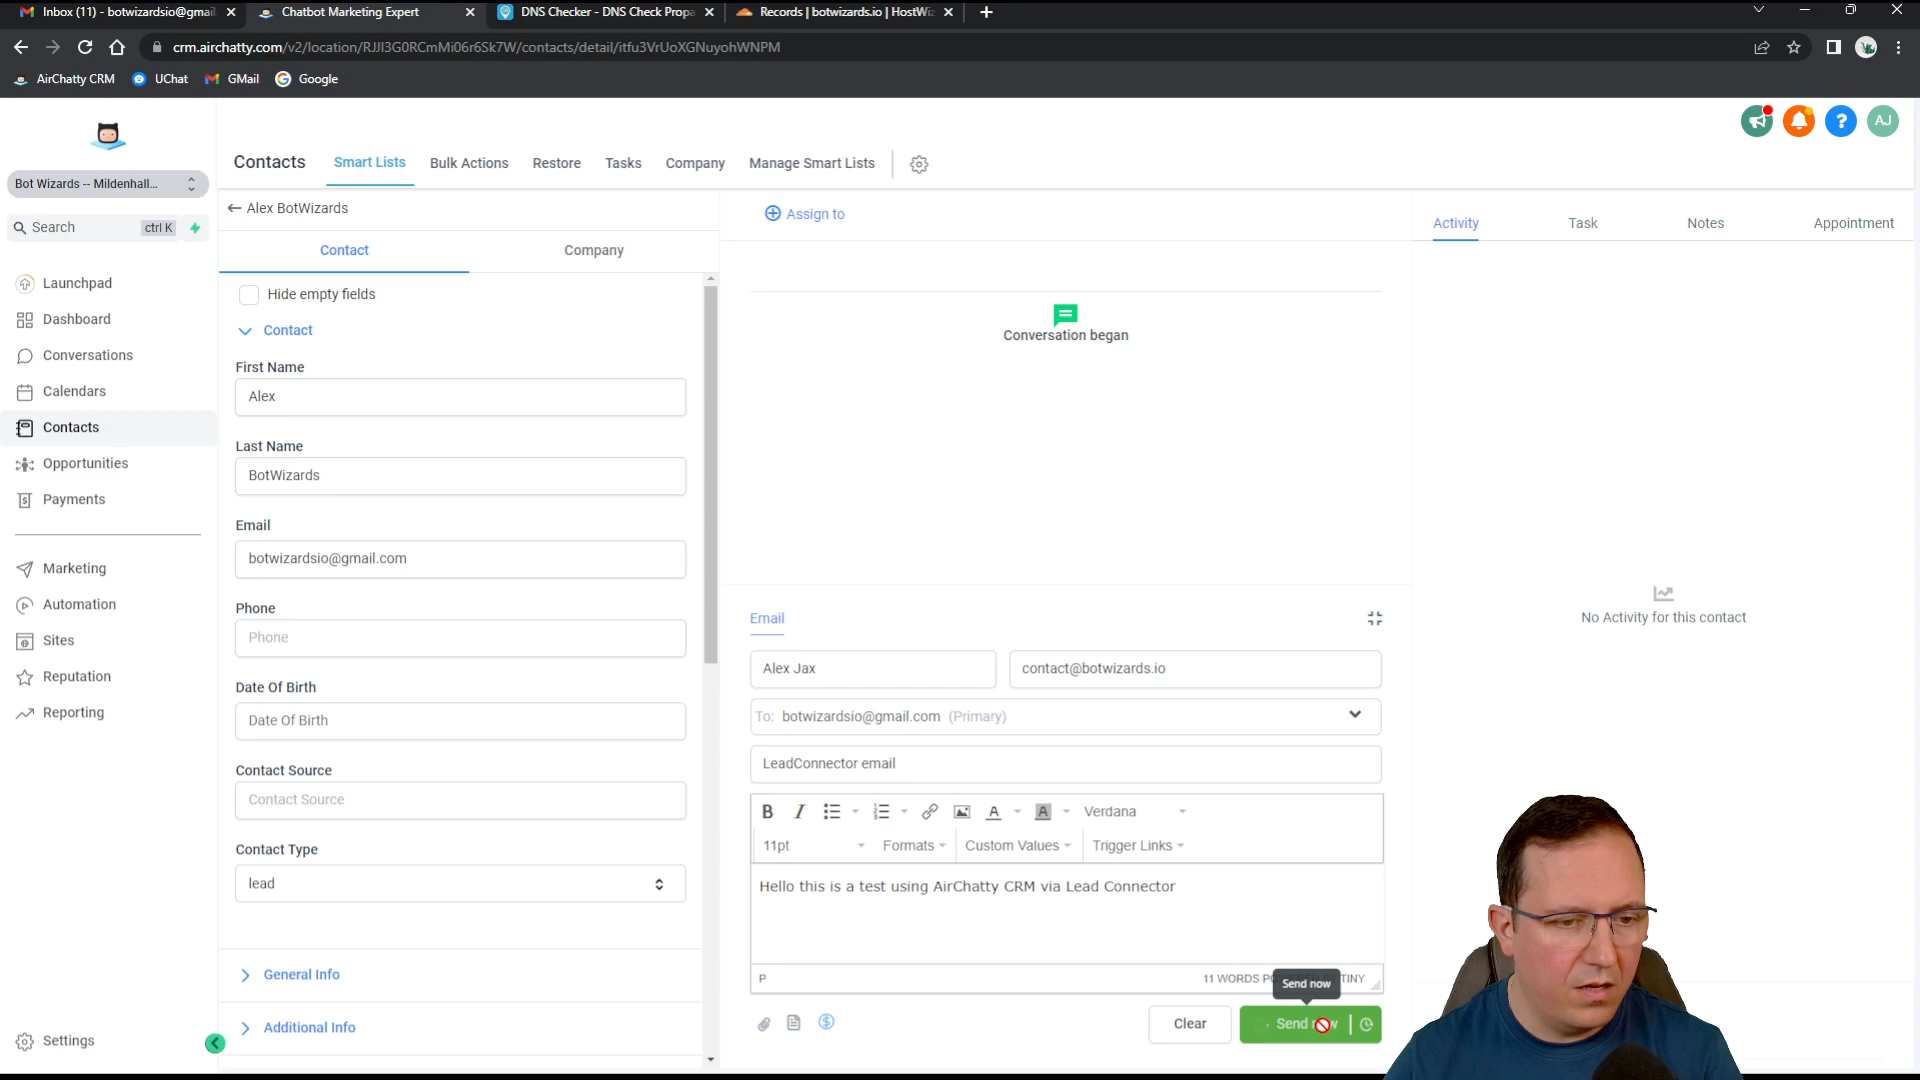 Inbox (11) - botwizardsio@gmail
Chatbot Marketing Expert
DNS Checker - DNS Check Propa
Records | botwizards.io | HostWiz
crm.airchatty.com/v2/location/RJJl3G0RCmMi06r6Sk7W/contacts/detail/itfu3VrUoXGNuyohWNPM
AirChatty CRM
UChat
GMail
Google
AJ
Contacts
Smart Lists
Bulk Actions
Restore
Tasks
Company
Manage Smart Lists
Bot Wizards -- Mildenhall...
Search
ctrl K
Launchpad
Dashboard
Conversations
Calendars
Contacts
Opportunities
Payments
Marketing
Automation
Sites
Reputation
Reporting
Settings
Alex BotWizards
Contact
Company
Hide empty fields
Contact
First Name
Alex
Last Name
BotWizards
Email
botwizardsio@gmail.com
Phone
Phone
Date Of Birth
Date Of Birth
Contact Source
Contact Source
Contact Type
lead
General Info
Additional Info
Assign to
Conversation began
Email
Alex Jax
contact@botwizards.io
To: botwizardsio@gmail.com (Primary)
LeadConnector email
B I A A Verdana
11pt Formats Custom Values Trigger Links
Hello this is a test using AirChatty CRM via Lead Connector
P
11 WORDS TINY
Send now
Clear
Send now
Activity
Task
Notes
Appointment
No Activity for this contact